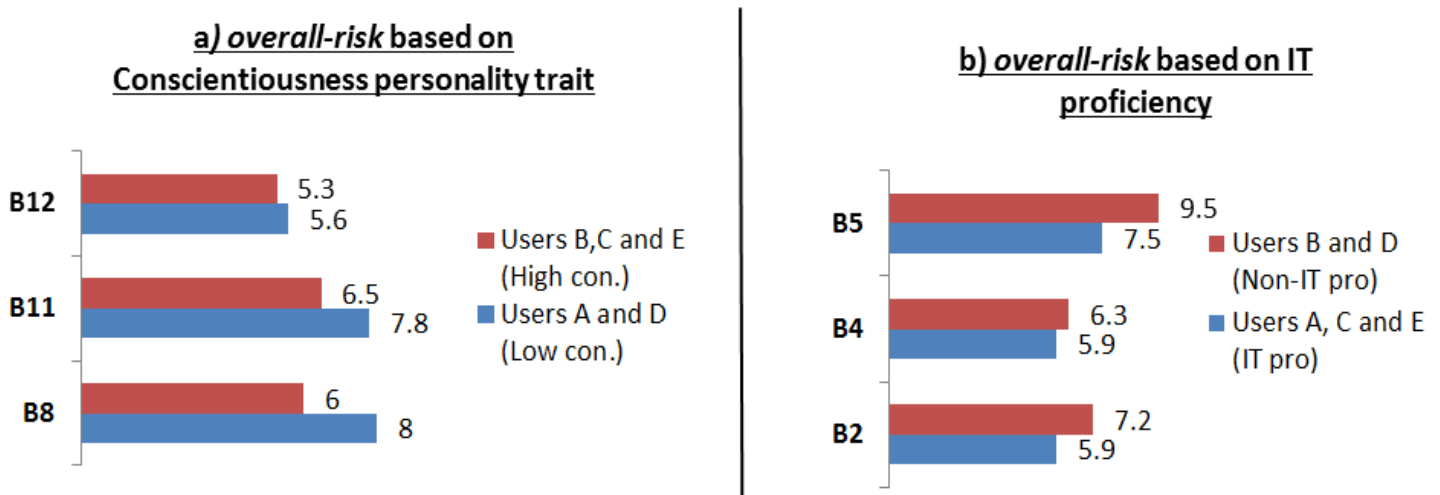 a) overall-risk based on
Conscientiousness personality trait
B12
5.3
5.6
B11
6.5
7.8
B8
6
8
Users B,C and E
(High con.)
Users A and D
(Low con.)
b) overall-risk based on IT
proficiency
B5
9.5
7.5
B4
6.3
5.9
B2
7.2
5.9
Users B and D
(Non-IT pro)
Users A, C and E
(IT pro)